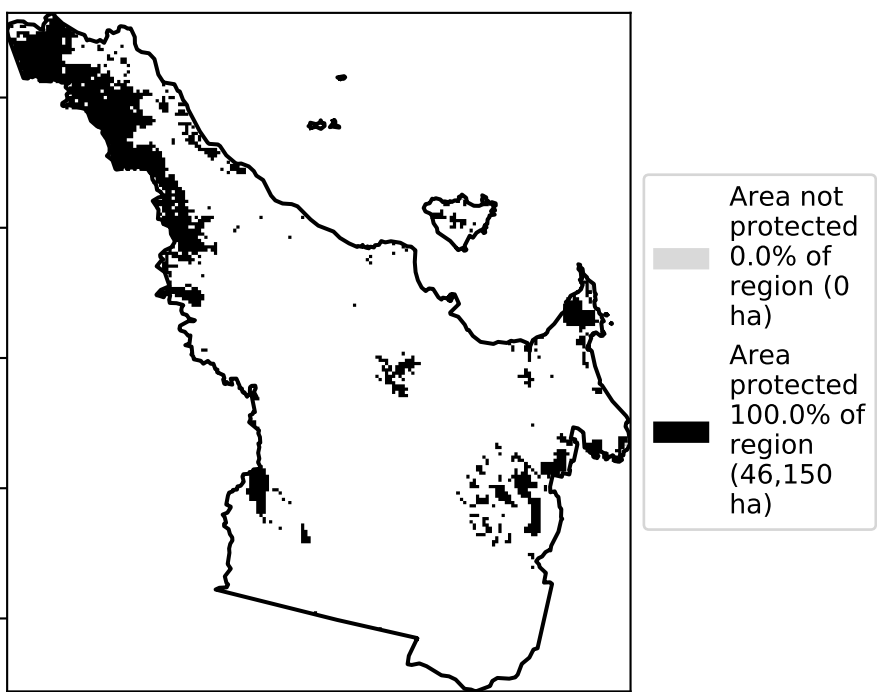 Area not
protected
0.0% of
region (0
ha)
Area
protected
100.0% of
region
(46,150
ha)